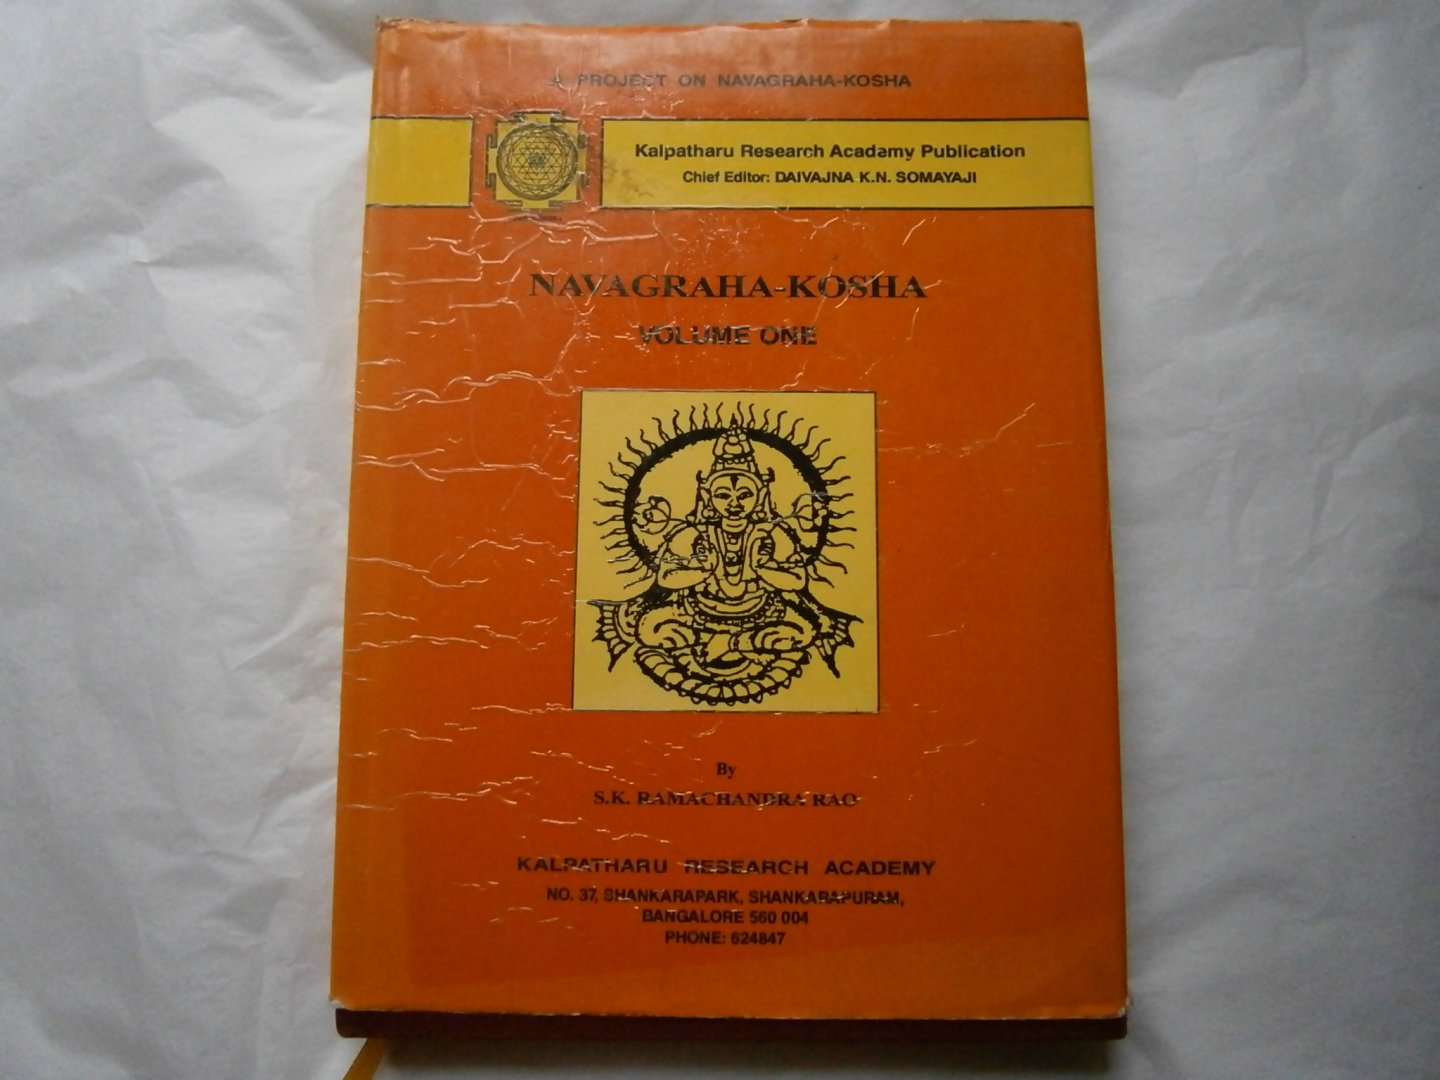 A PROJECT ON NAVAGRAHA-KOSHA
Kalpatharu Research Academy Publication
Chief Editor: DAIVAJNA K.N. SOMAYAJI
NAVAGRAHA-KOSHA
VOLUME ONE
By
S.K. RAMACHANDRA RAO
KALPATHARU RESEARCH ACADEMY
NO. 37, SHANKARAPARK, SHANKARAPURAM,
BANGALORE 560 004
PHONE: 624847